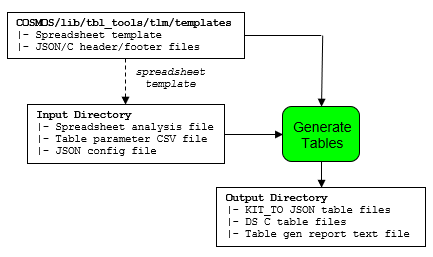 COSMOS/lib/tbl_tools/tlm/templates
|- Spreadsheet template
|- JSON/C header/footer files
spreadsheet
template
Input Directory
|- Spreadsheet analysis file
|- Table parameter CSV file
|- JSON config file
Generate
Tables
Output Directory
|- KIT_TO JSON table files
|- DS C table files
|- Table gen report text file